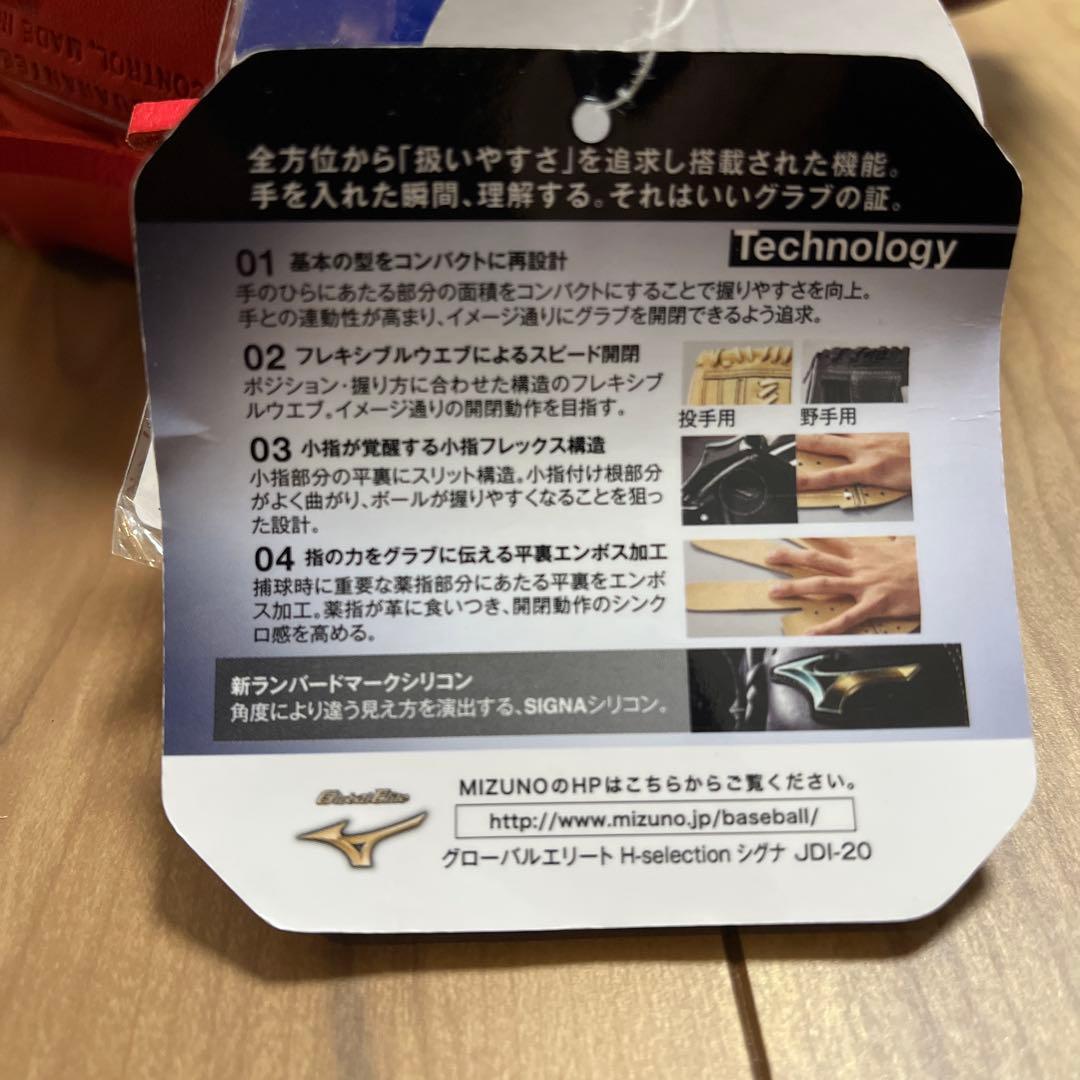 CONTROL, MADE
全方位から「扱いやすさ」を追求し搭載された機能。
手を入れた瞬間、理解する。それはいいグラブの証。
Technology
01 基本の型をコンパクトに再設計
手のひらにあたる部分の面積をコンパクトにすることで握りやすさを向上。
手との連動性が高まり、イメージ通りにグラブを開閉できるよう追求。
02 フレキシブルウエブによるスピード開閉
ポジション・握り方に合わせた構造のフレキシブ
ルウエブ。イメージ通りの開閉動作を目指す。
投手用 野手用
03 小指が覚醒する小指フレックス構造
小指部分の平裏にスリット構造。小指付け根部分
がよく曲がり、ボールが握りやすくなることを狙っ
た設計。
04 指の力をグラブに伝える平裏エンボス加工
捕球時に重要な薬指部分にあたる平裏をエンボ
ス加工。薬指が革に食いつき、開閉動作のシンク
ロ感を高める。
新ランバードマークシリコン
角度により違う見え方を演出する、SIGNAシリコン。
Global Elite
MIZUNOのHPはこちらからご覧ください。
http://www.mizuno.jp/baseball/
グローバルエリート H-selection シグナ JDI-20